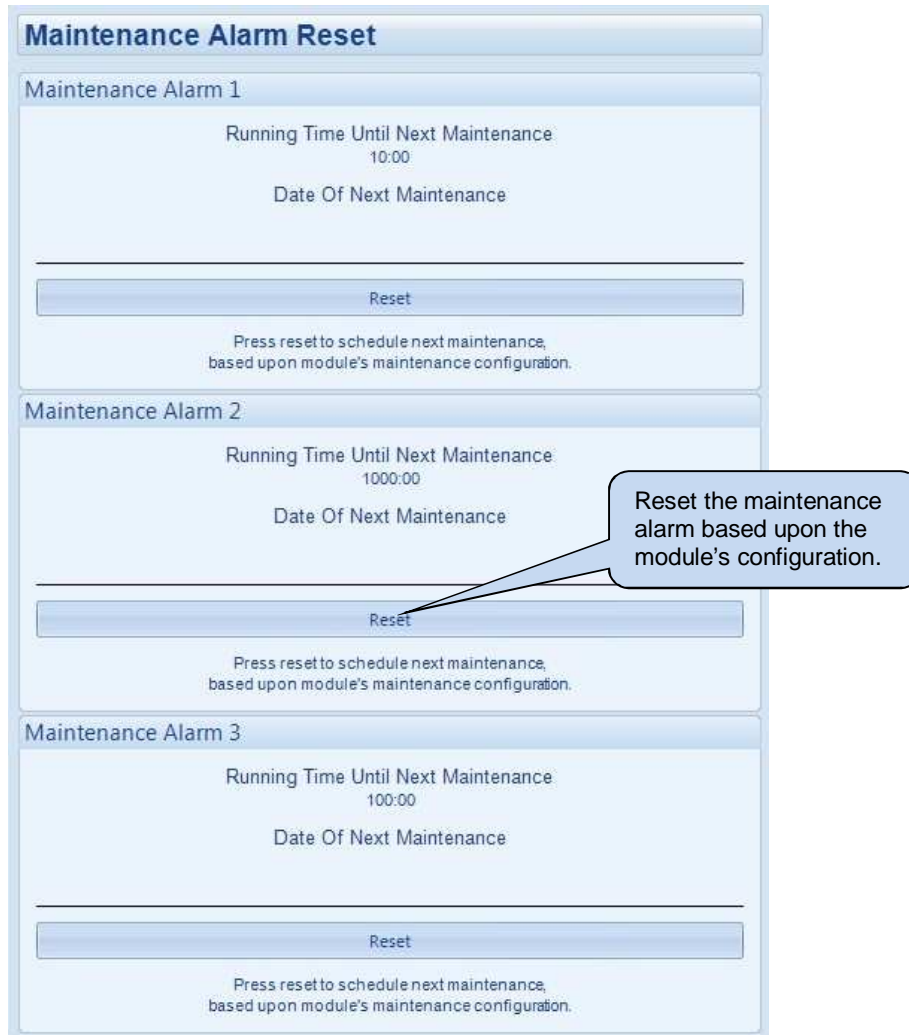 Maintenance Alarm Reset
Maintenance Alarm 1
Running Time Until Next Maintenance
10:00
Date Of Next Maintenance
Reset
Press reset to schedule next maintenance,
based upon module's maintenance configuration.
Maintenance Alarm 2
Running Time Until Next Maintenance
1000:00
Date Of Next Maintenance
Reset the maintenance
alarm based upon the
module’s configuration.
Reset
Press reset to schedule next maintenance,
based upon module's maintenance configuration.
Maintenance Alarm 3
Running Time Until Next Maintenance
100:00
Date Of Next Maintenance
Reset
Press reset to schedule next maintenance,
based upon module's maintenance configuration.